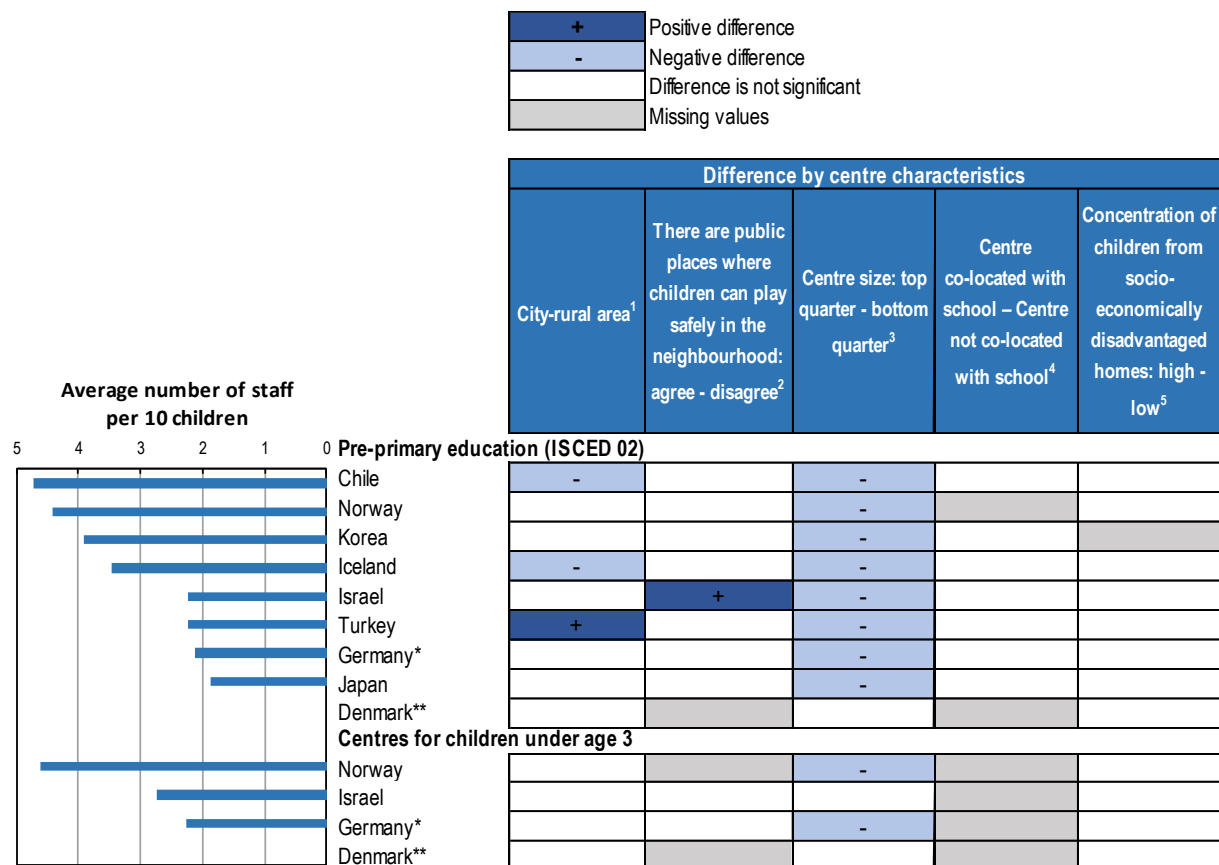 + Positive difference
- Negative difference
Difference is not significant
Missing values
Difference by centre characteristics
City-rural area1
There are public
places where
children can play
safely in the
neighbourhood:
agree - disagree2
Centre size: top
quarter - bottom
quarter3
Centre
co-located with
school – Centre
not co-located
with school4
Concentration of
children from
socio-
economically
disadvantaged
homes: high -
low5
Average number of staff
per 10 children
5 4 3 2 1 0
Pre-primary education (ISCED 02)
Chile - -
Norway -
Korea -
Iceland - -
Israel + -
Turkey + -
Germany* -
Japan -
Denmark**
Centres for children under age 3
Norway -
Israel
Germany* -
Denmark**